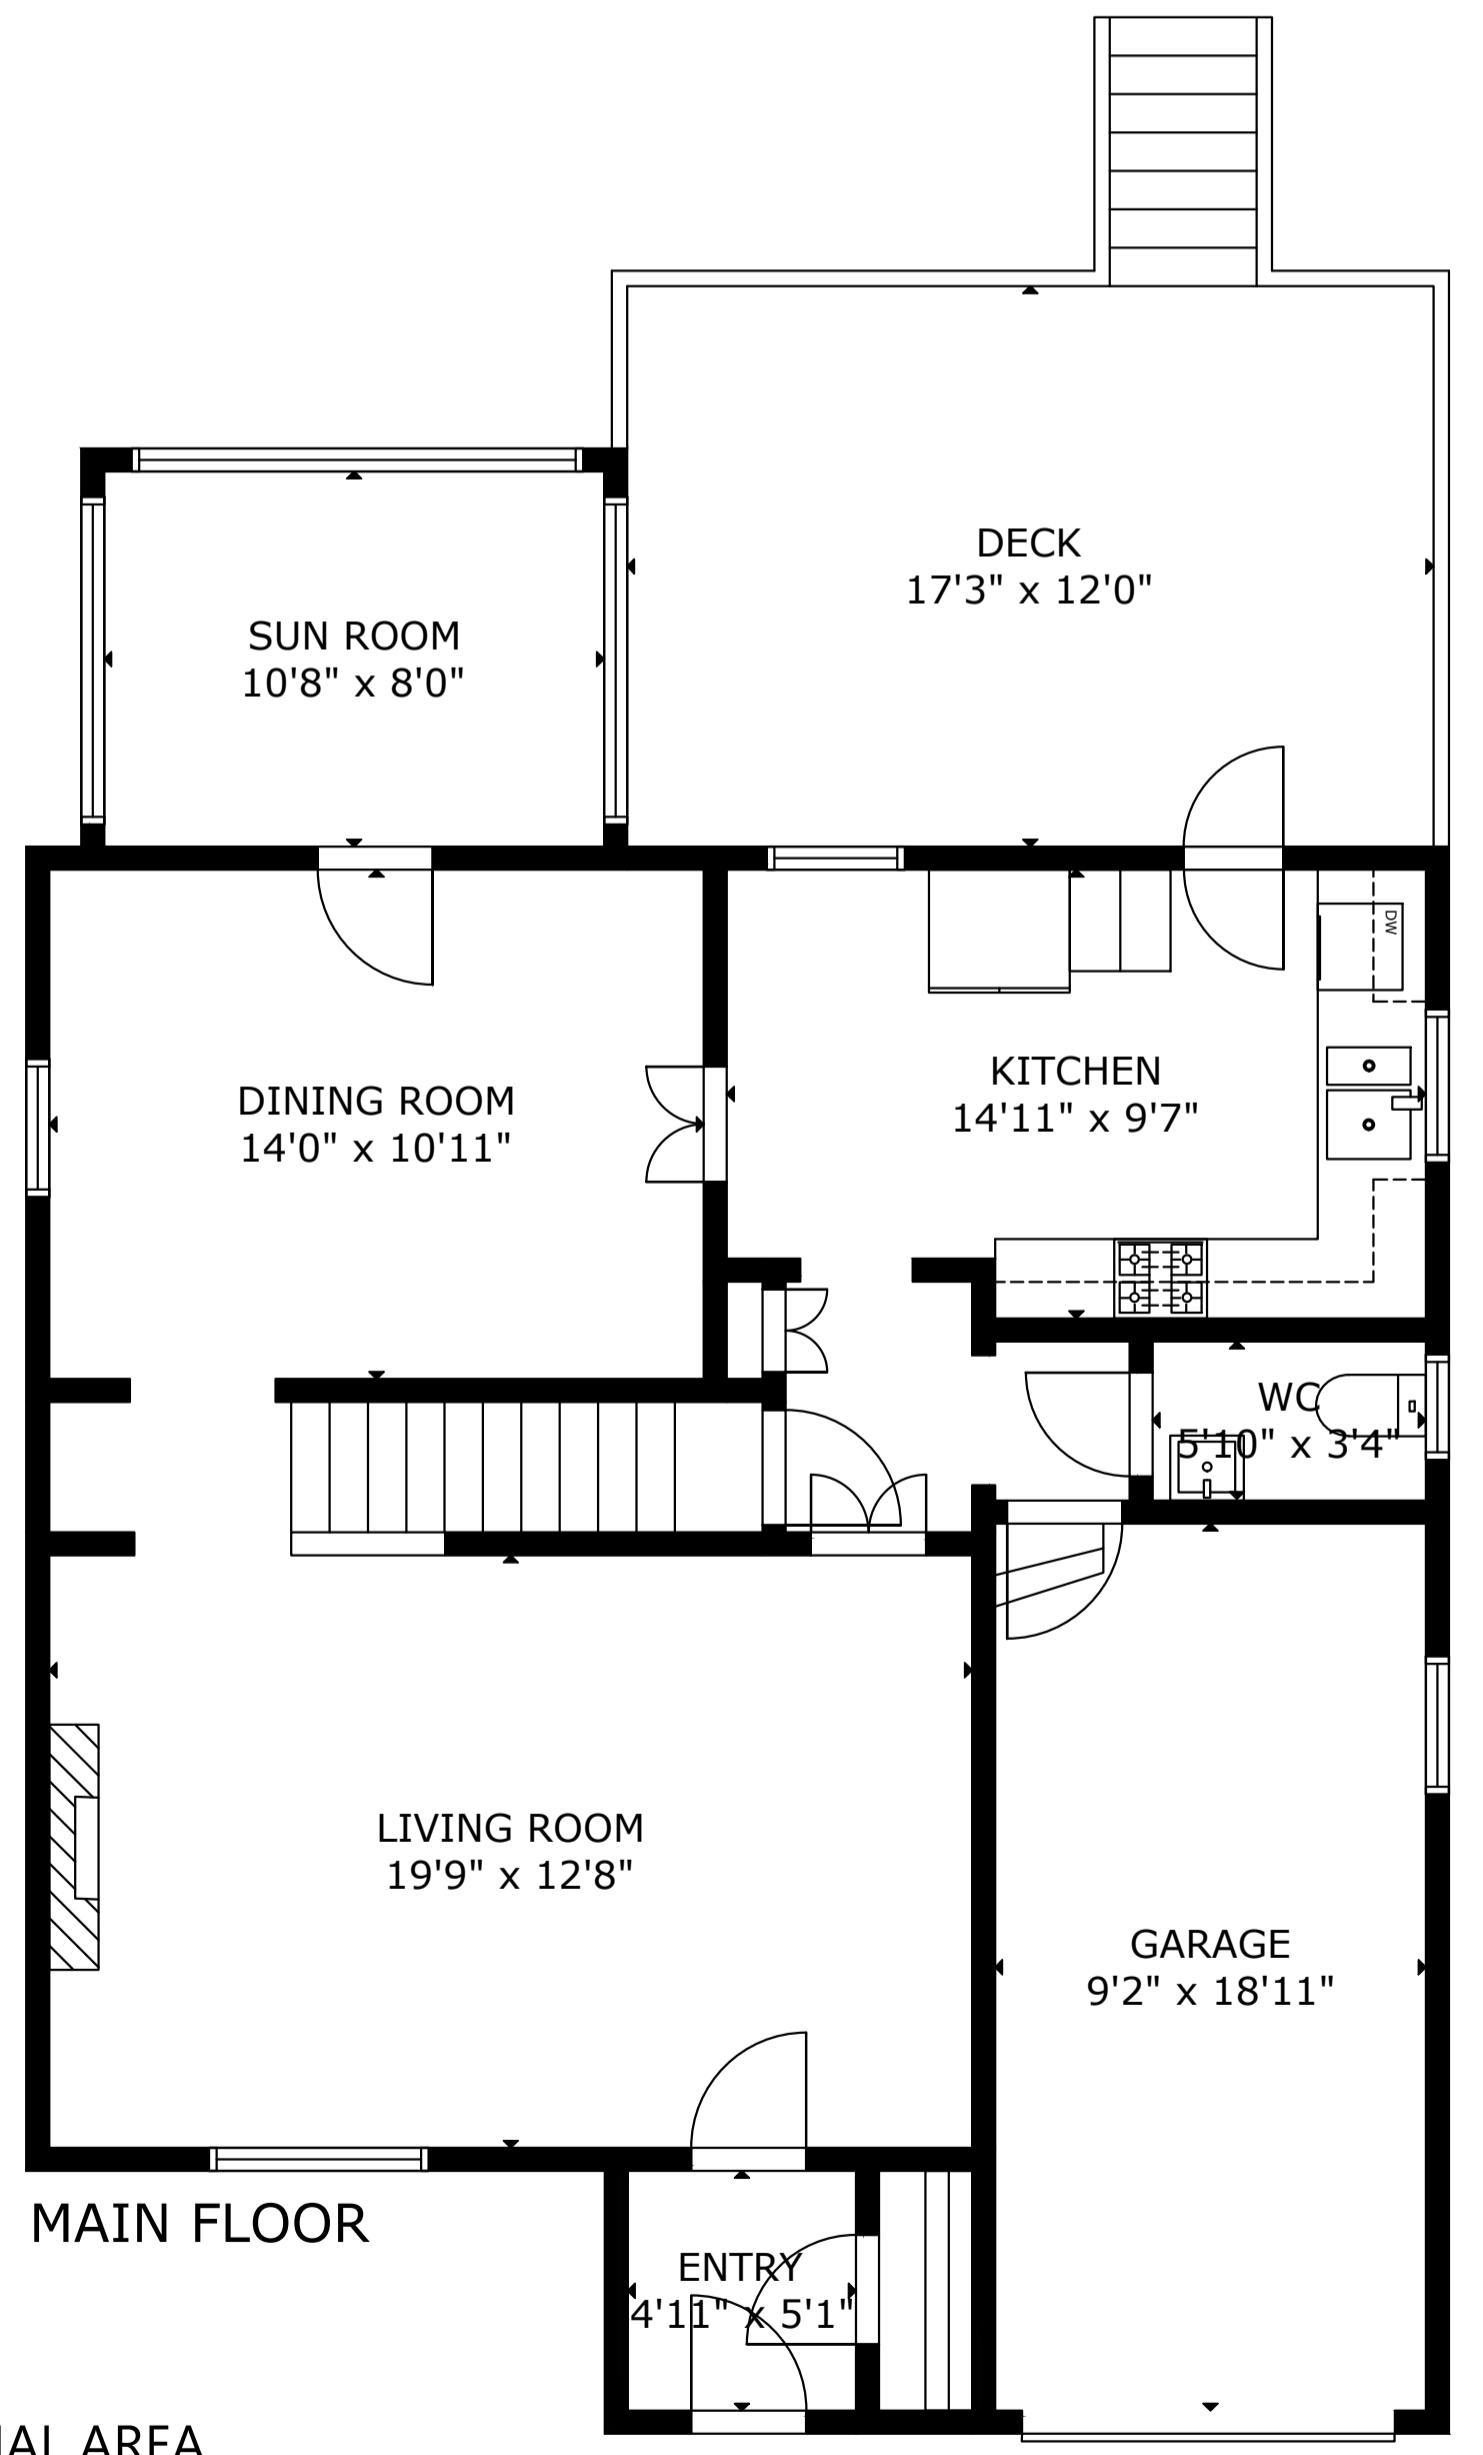 DECK
17'3" x 12'0"
SUN ROOM
10'8" x 8'0"
DW
KITCHEN
14'11" x 9'7"
DINING ROOM
14'0" x 10'11"
WC
5'10" x 3'4"
LIVING ROOM
19'9" x 12'8"
GARAGE
9'2" x 18'11"
MAIN FLOOR
ENTRY
4'11" x 5'1"
AREA